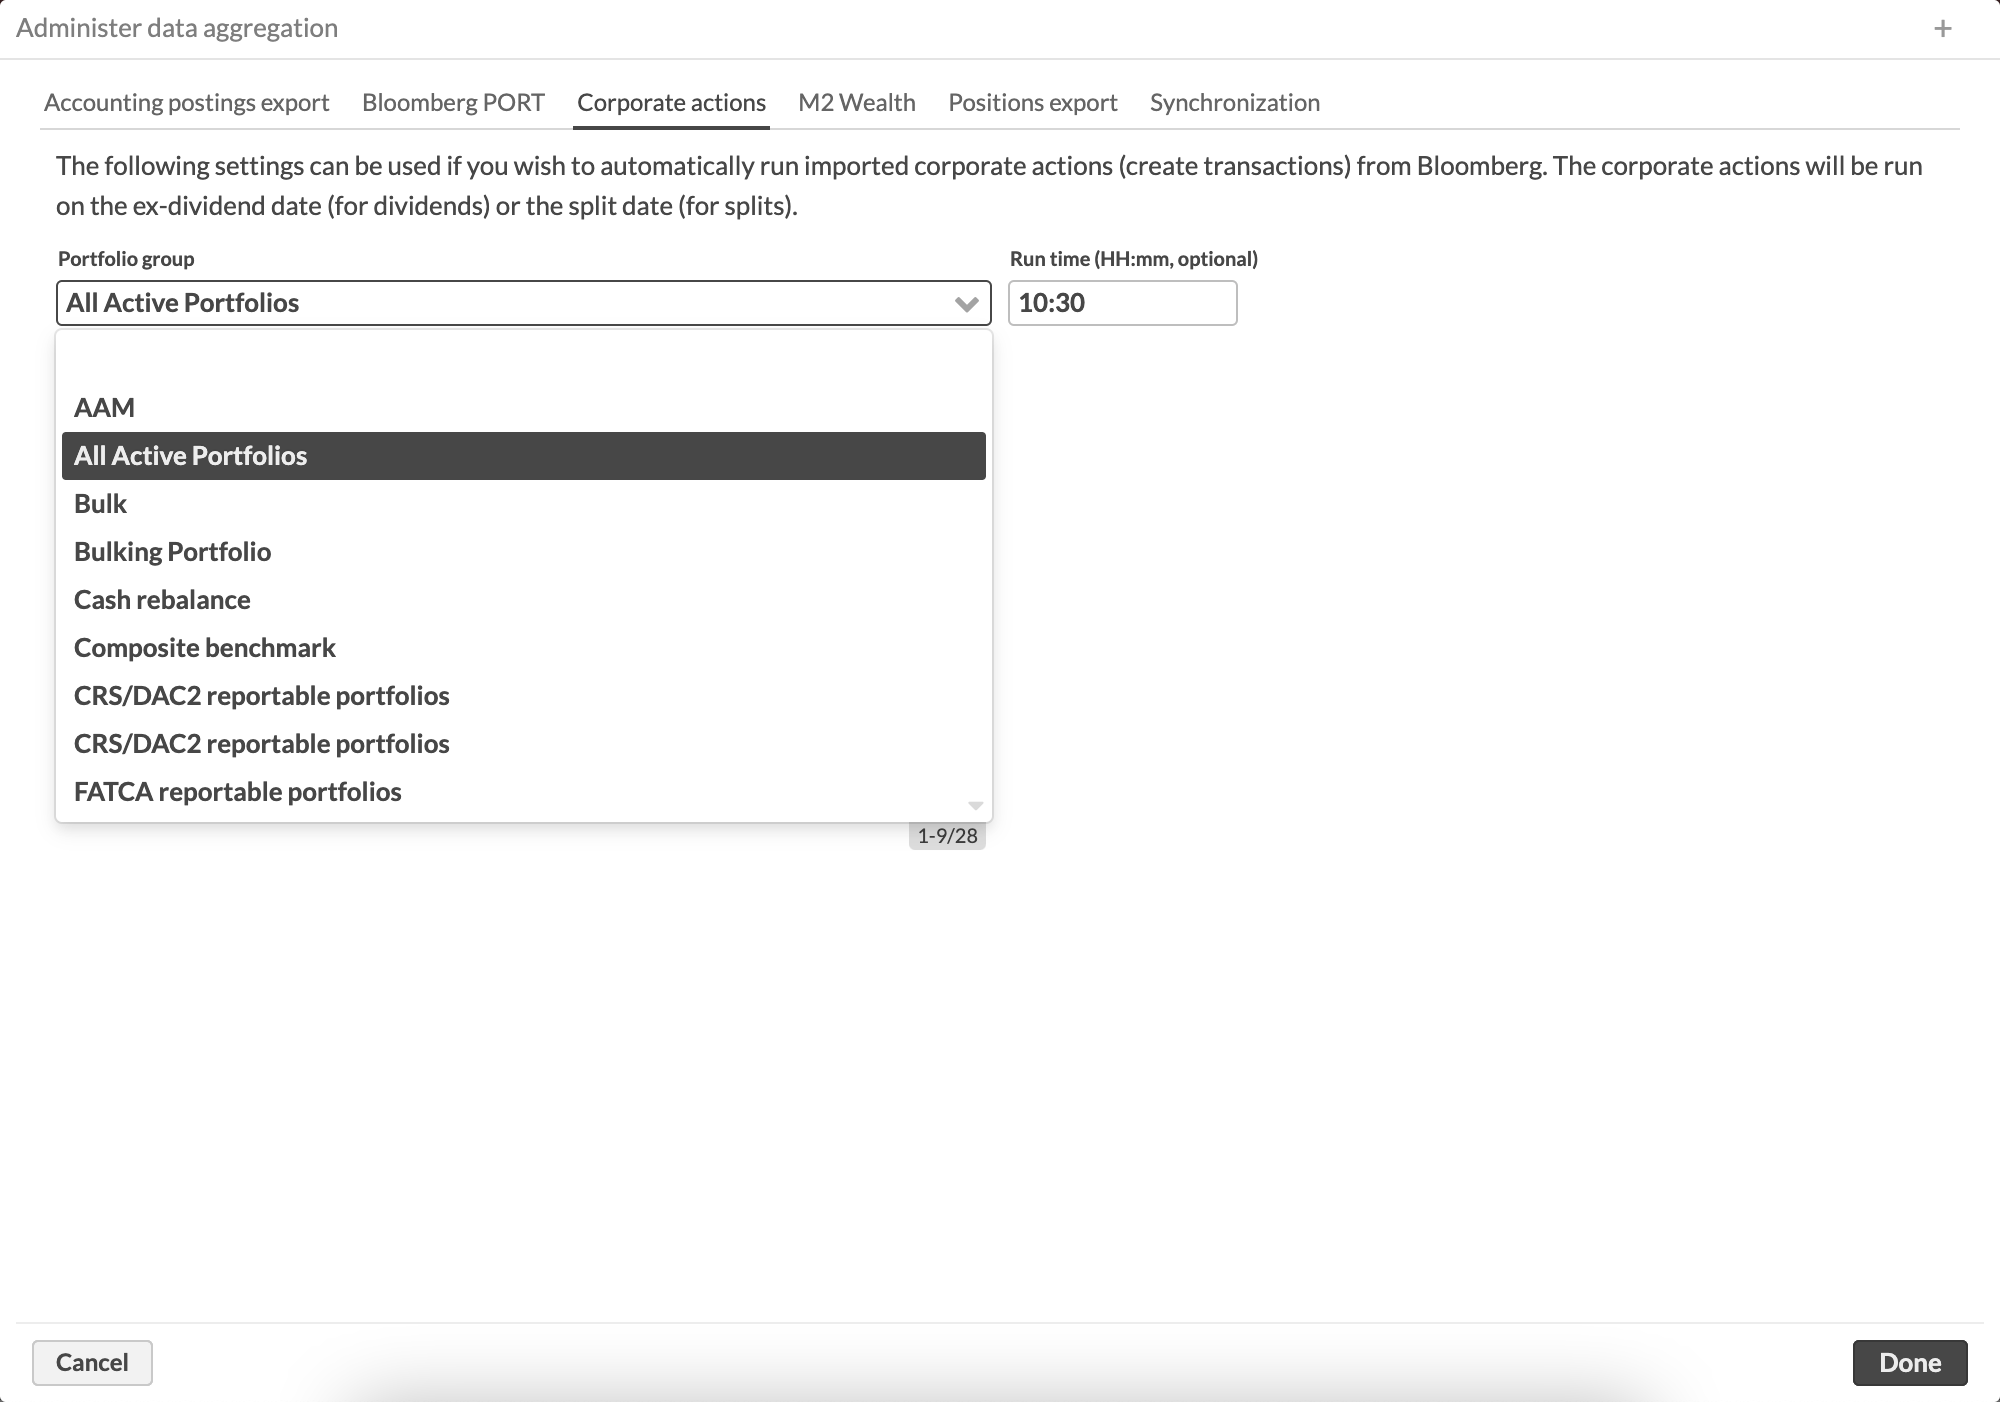 Administer data aggregation
Accounting postings export Bloomberg PORT Corporate actions M2 Wealth Positions export Synchronization
The following settings can be used if you wish to automatically run imported corporate actions (create transactions) from Bloomberg. The corporate actions will be run
on the ex-dividend date (for dividends) or the split date (for splits).
Portfolio group Run time (HH:mm, optional)
All Active Portfolios 10:30
AAM
All Active Portfolios
Bulk
Bulking Portfolio
Cash rebalance
Composite benchmark
CRS/DAC2 reportable portfolios
CRS/DAC2 reportable portfolios
FATCA reportable portfolios
1-9/28
Cancel Done